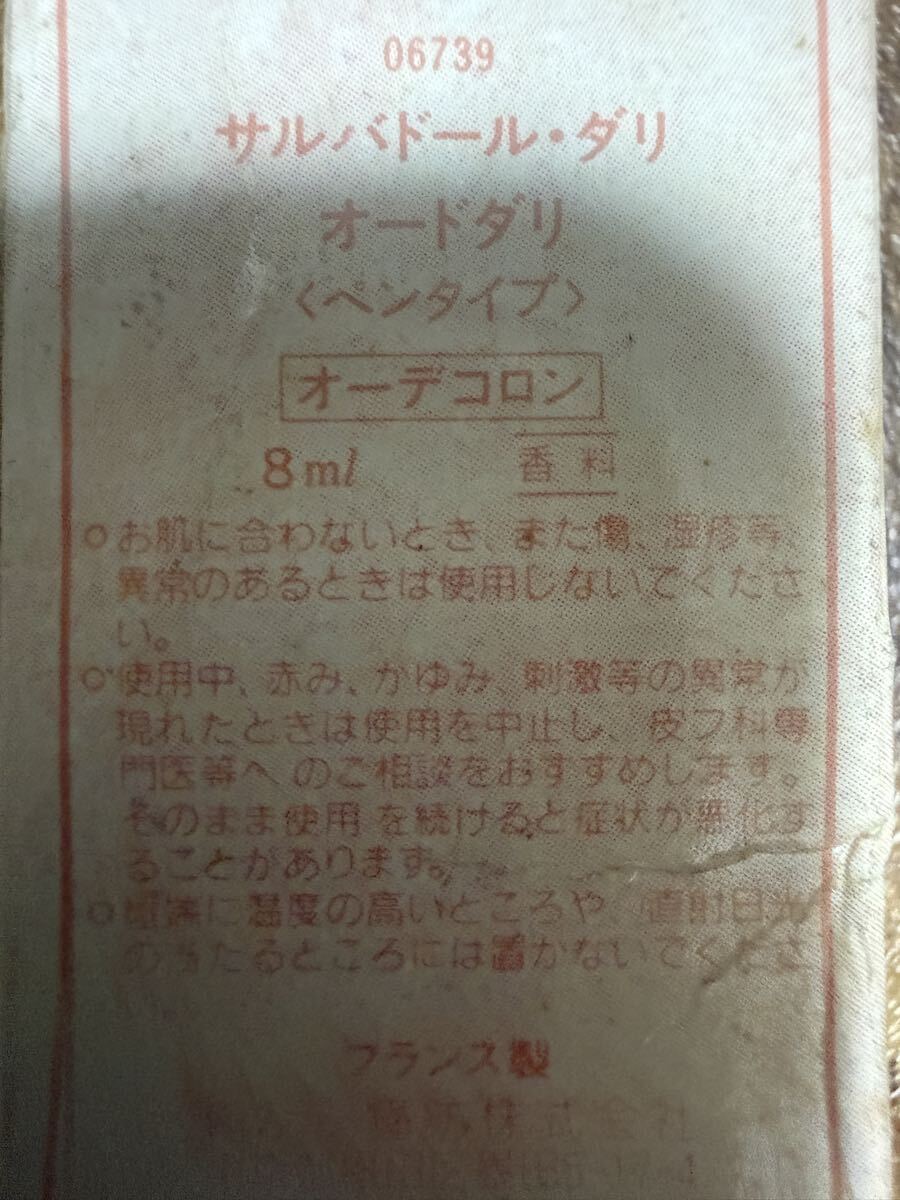 06739
サルバドール・ダリ
オードダリ
〈ペンタイプ〉
オーデコロン
8ml 香料
○お肌に合わないとき、また傷、湿疹等、
異常のあるときは使用しないでくださ
い。
○使用中、赤み、かゆみ、刺激等の異常が
現れたときは使用を中止し、皮フ科専
門医等へのご相談をおすすめします。
そのまま使用を続けると症状が悪化す
ることがあります。
○極端に温度の高いところや、直射日光
のあたるところには置かないでくださ
い。
フランス製
株式会社